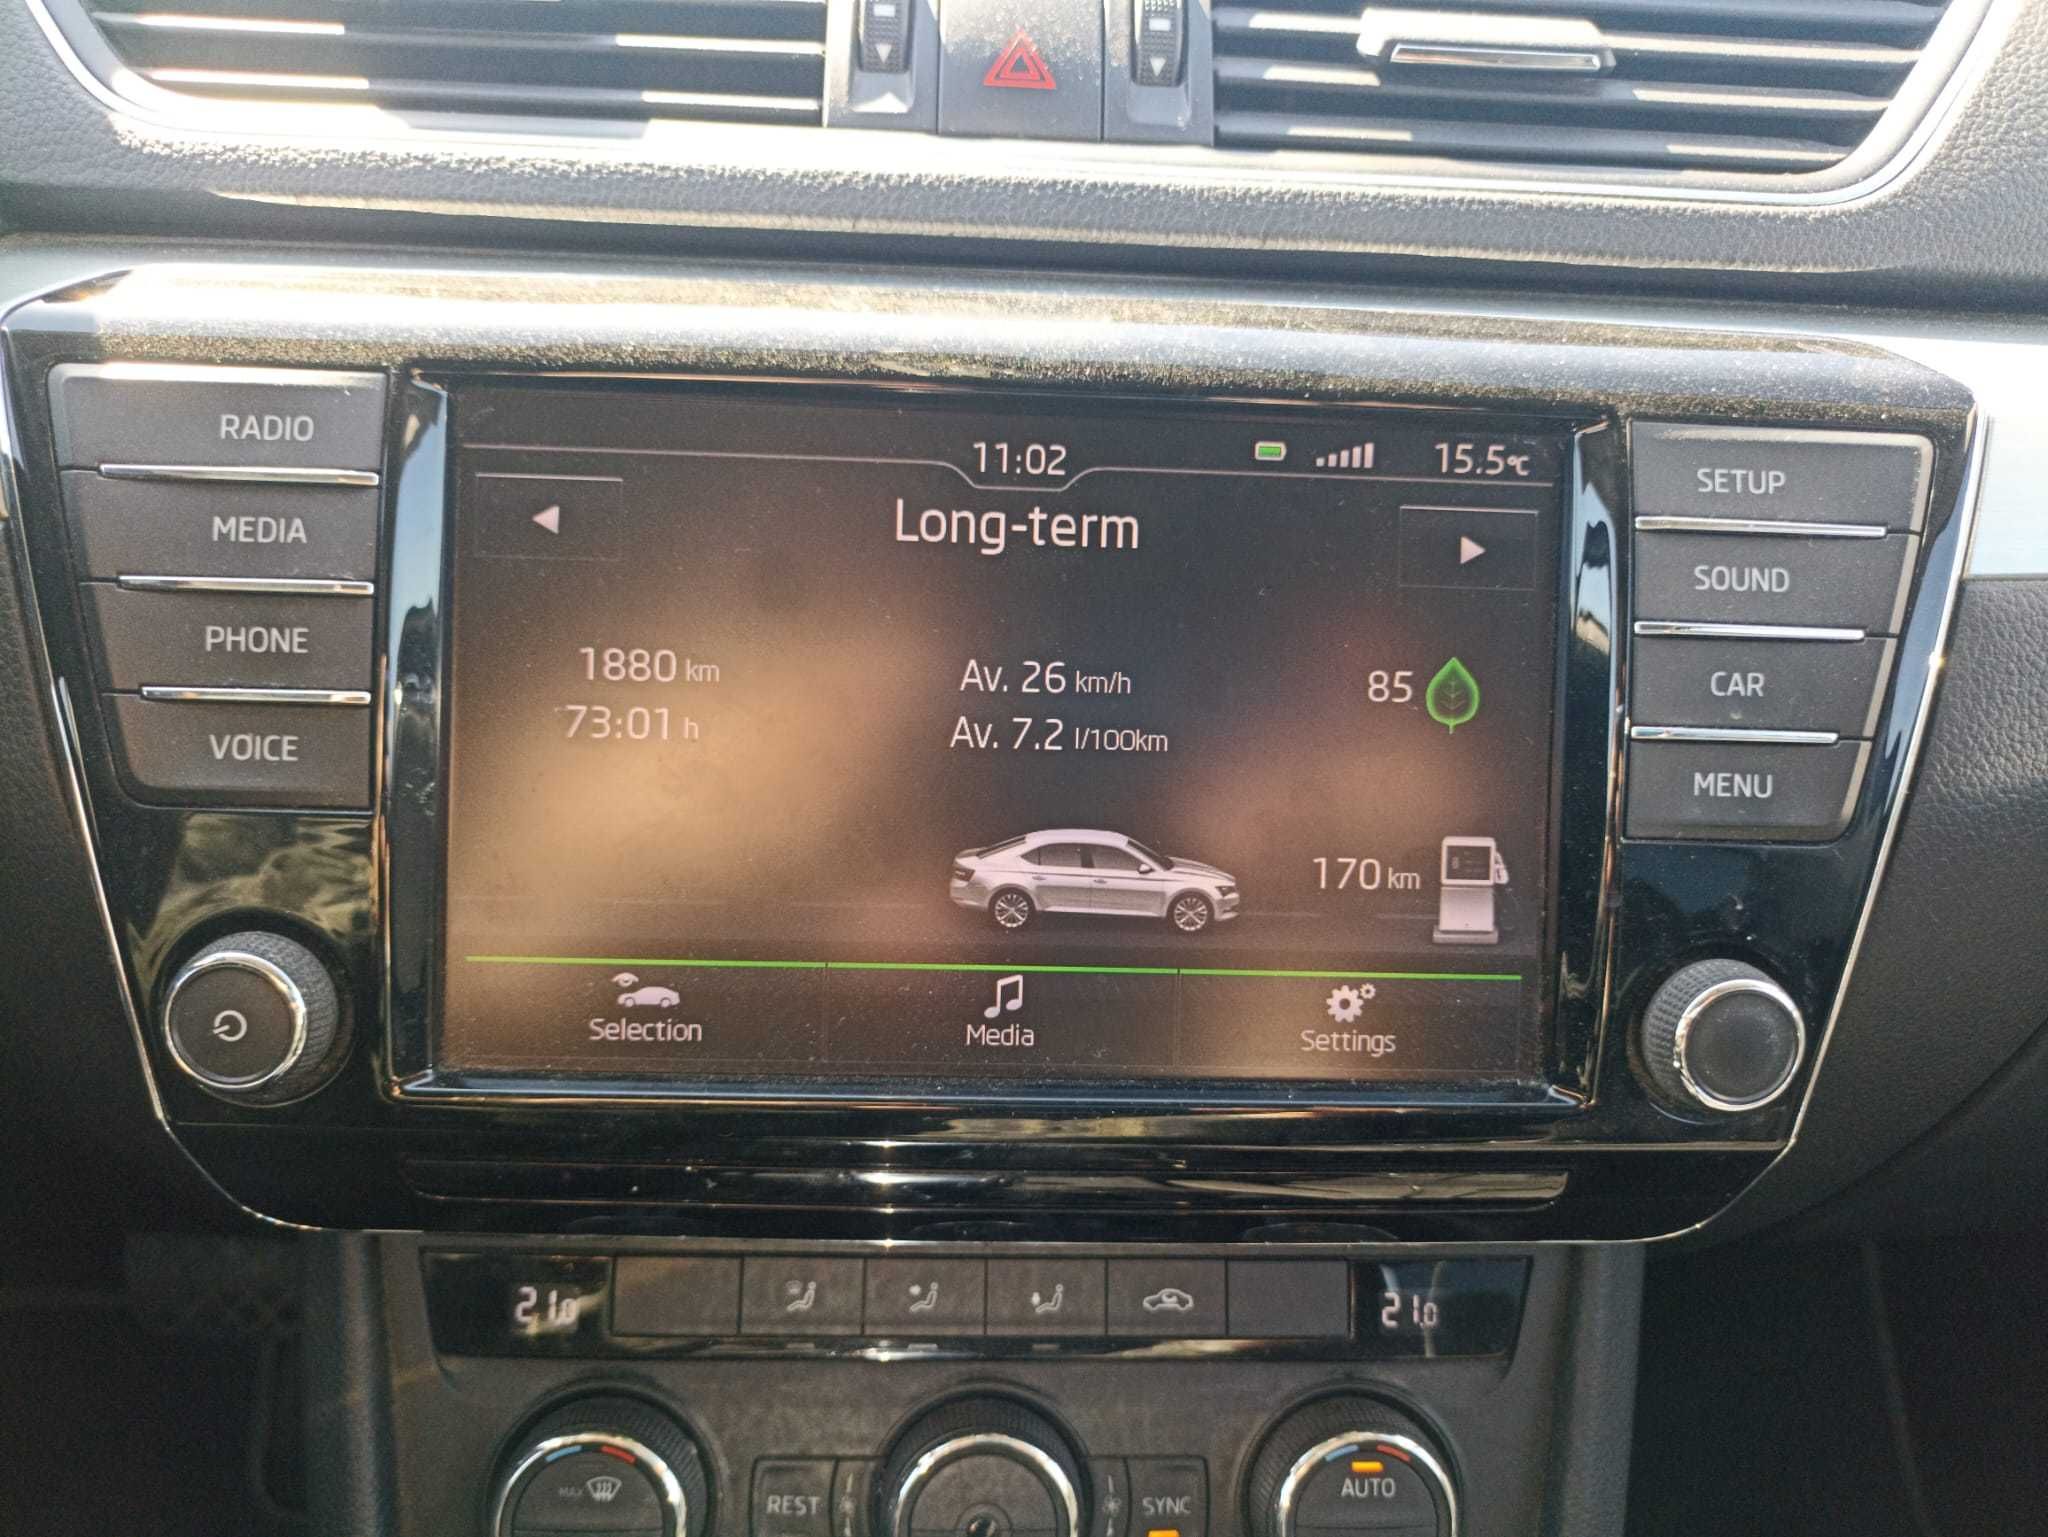 RADIO
MEDIA
PHONE
VOICE
11:02
15.5°C
Long-term
1880 km
73:01 h
Av. 26 km/h
Av. 7.2 l/100km
85
170 km
Selection
Media
Settings
SETUP
SOUND
CAR
MENU
21.0
21.0
MAX
REST
SYNC
AUTO